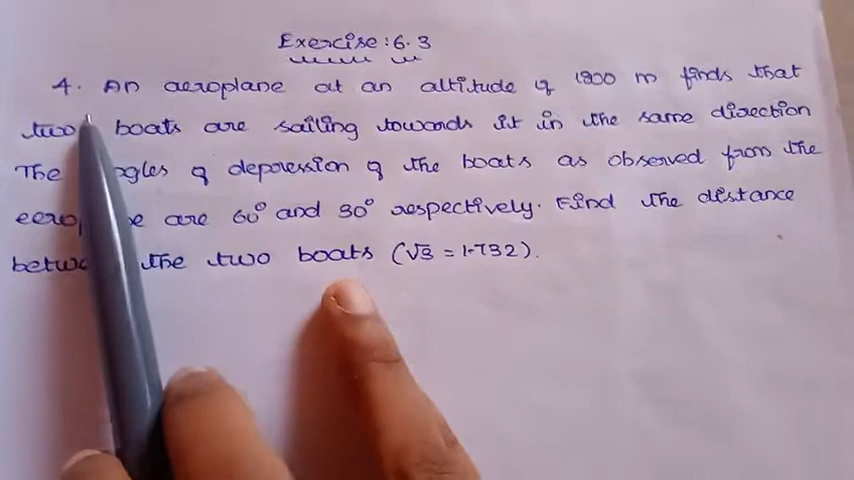 Exercise : 6.3
4. An aeroplane at an altitude of 1800 m finds that
two boats are sailing towards it in the same direction
The of depression of the boats as observed from the
are 60° and 30° respectively. Find the distance
the two boats (√3 = 1.732).